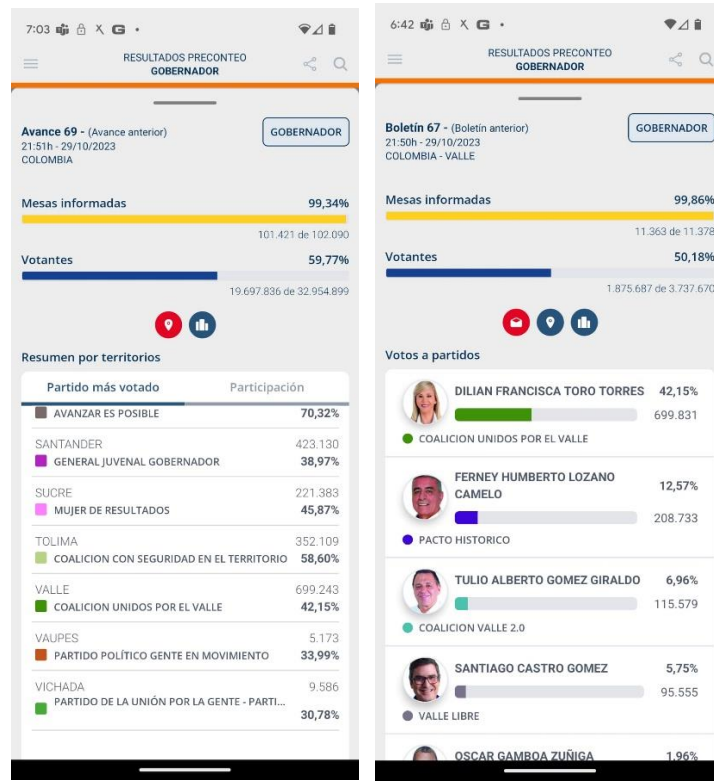 7:03
RESULTADOS PRECONTEO
GOBERNADOR
Avance 69 - (Avance anterior)
21:51h - 29/10/2023
COLOMBIA
GOBERNADOR
Mesas informadas 99,34%
101.421 de 102.090
Votantes 59,77%
19.697.836 de 32.954.899
Resumen por territorios
Partido más votado Participación
AVANZAR ES POSIBLE 70,32%
SANTANDER 423.130
GENERAL JUVENAL GOBERNADOR 38,97%
SUCRE 221.383
MUJER DE RESULTADOS 45,87%
TOLIMA 352.109
COALICION CON SEGURIDAD EN EL TERRITORIO 58,60%
VALLE 699.243
COALICION UNIDOS POR EL VALLE 42,15%
VAUPES 5.173
PARTIDO POLÍTICO GENTE EN MOVIMIENTO 33,99%
VICHADA 9.586
PARTIDO DE LA UNIÓN POR LA GENTE - PARTI...
30,78%
6:42
RESULTADOS PRECONTEO
GOBERNADOR
Boletín 67 - (Boletín anterior)
21:50h - 29/10/2023
COLOMBIA - VALLE
GOBERNADOR
Mesas informadas 99,86%
11.363 de 11.378
Votantes 50,18%
1.875.687 de 3.737.670
Votos a partidos
DILIAN FRANCISCA TORO TORRES 42,15%
699.831
COALICION UNIDOS POR EL VALLE
FERNEY HUMBERTO LOZANO
CAMELO 12,57%
208.733
PACTO HISTORICO
TULIO ALBERTO GOMEZ GIRALDO 6,96%
115.579
COALICION VALLE 2.0
SANTIAGO CASTRO GOMEZ 5,75%
95.555
VALLE LIBRE
OSCAR GAMBOA ZUÑIGA 1,96%